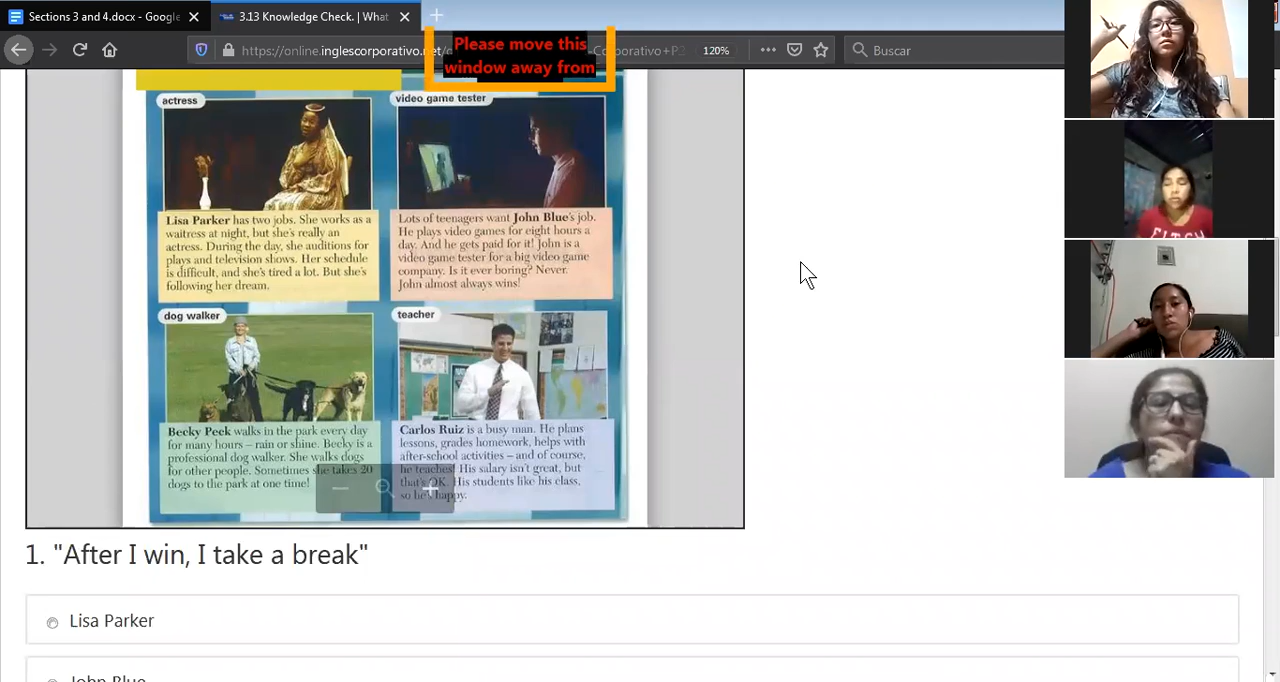 Sections 3 and 4.docx - Google
3.13 Knowledge Check. | What
https://online.inglescorporativo.net/
Corporativo+P
120%
Buscar
Please move this
window away from
actress
video game tester
Lisa Parker has two jobs. She works as a
waitress at night, but she's really an
actress. During the day, she auditions for
plays and television shows. Her schedule
is difficult, and she's tired a lot. But she's
following her dream.
Lots of teenagers want John Blue's job.
He plays video games for eight hours a
day. And he gets paid for it! John is a
video game tester for a big video game
company. Is it ever boring? Never.
John almost always wins!
dog walker
teacher
Becky Peek walks in the park every day
for many hours – rain or shine. Becky is a
professional dog walker. She walks dogs
for other people. Sometimes she takes 20
dogs to the park at one time!
Carlos Ruiz is a busy man. He plans
lessons, grades homework, helps with
after-school activities – and of course,
he teaches! His salary isn't great, but
that's OK. His students like his class,
so he's happy.
1. "After I win, I take a break"
Lisa Parker
John Blue